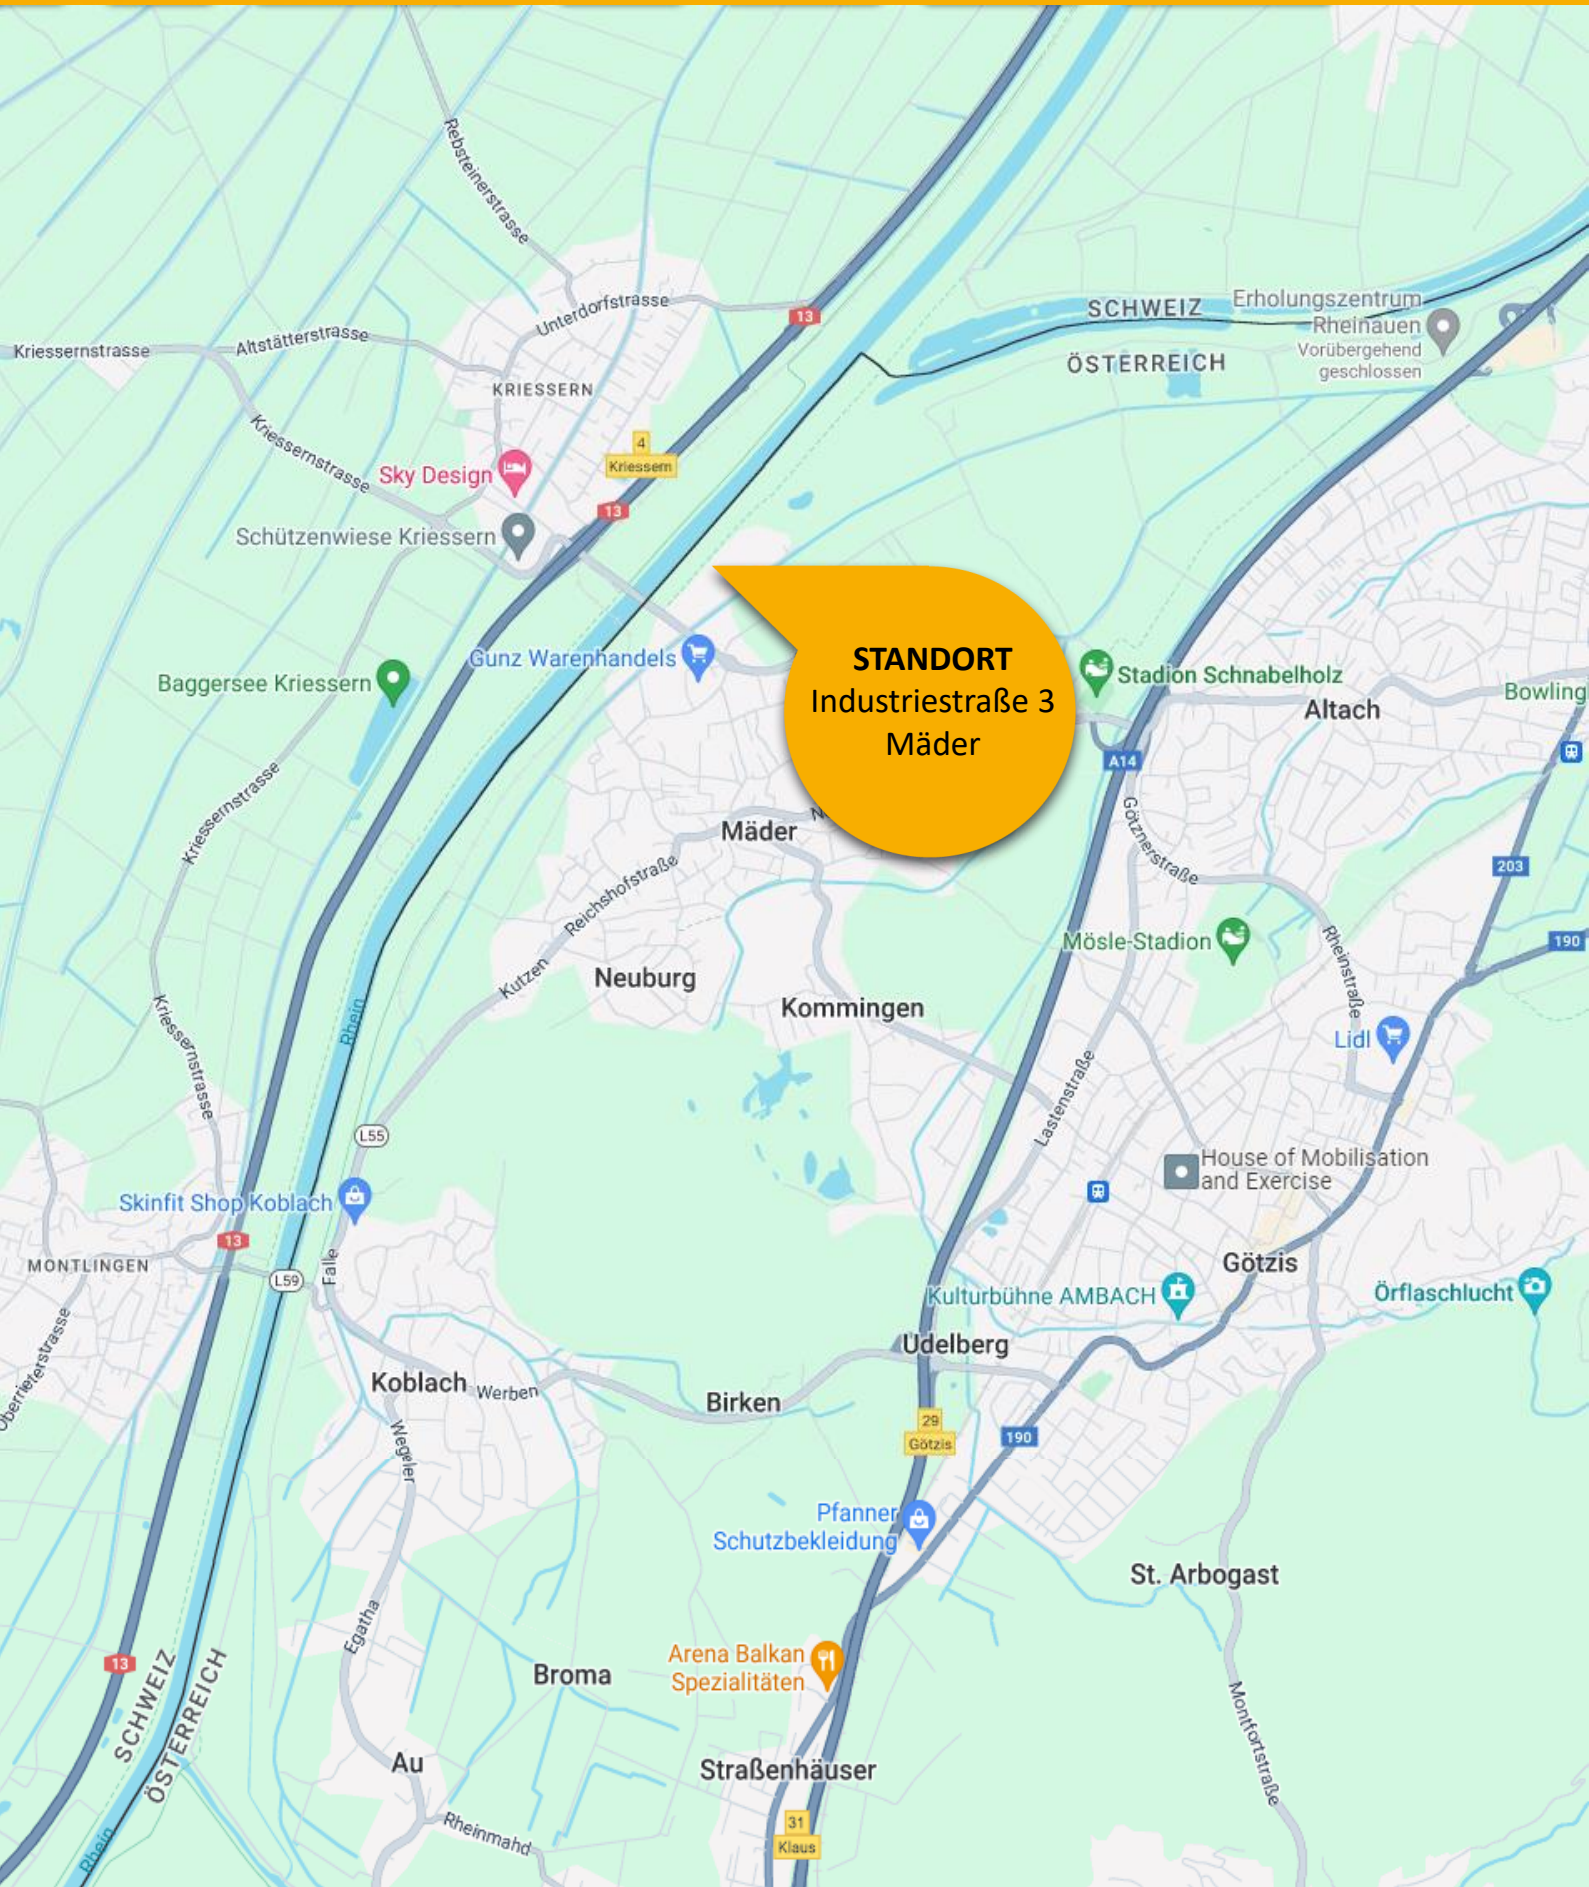 Rebsteinerstrasse
Unterdorfstrasse
13
SCHWEIZ
Erholungszentrum
Rheinauen
Vorübergehend
geschlossen
ÖSTERREICH
Kriessernstrasse
Altstätterstrasse
KRIESSERN
Kriessernstrasse
4
Kriessern
Sky Design
13
Schützenwiese Kriessern
Gunz Warenhandels
STANDORT
Industriestraße 3
Mäder
Stadion Schnabelholz
Altach
Bowling
Baggersee Kriessern
A14
Kriessernstrasse
Götznerstraße
Mäder
N
203
Reichshofstraße
Mösle-Stadion
190
Rheinstraße
Kutzen
Neuburg
Kommingen
Rhein
Kriessernstrasse
Lidl
Lastenstraße
L55
House of Mobilisation
and Exercise
Skinfit Shop Koblach
13
MONTLINGEN
L59
Falle
Götzis
Kulturbühne AMBACH
Örflaschlucht
Oberrieterstrasse
Udelberg
Koblach
Werben
Birken
29
Götzis
190
Wegeler
Pfanner
Schutzbekleidung
St. Arbogast
Egatha
Arena Balkan
Spezialitäten
13
SCHWEIZ
ÖSTERREICH
Broma
Montfortstraße
Au
Straßenhäuser
Rheinmahd
31
Klaus
Rhein